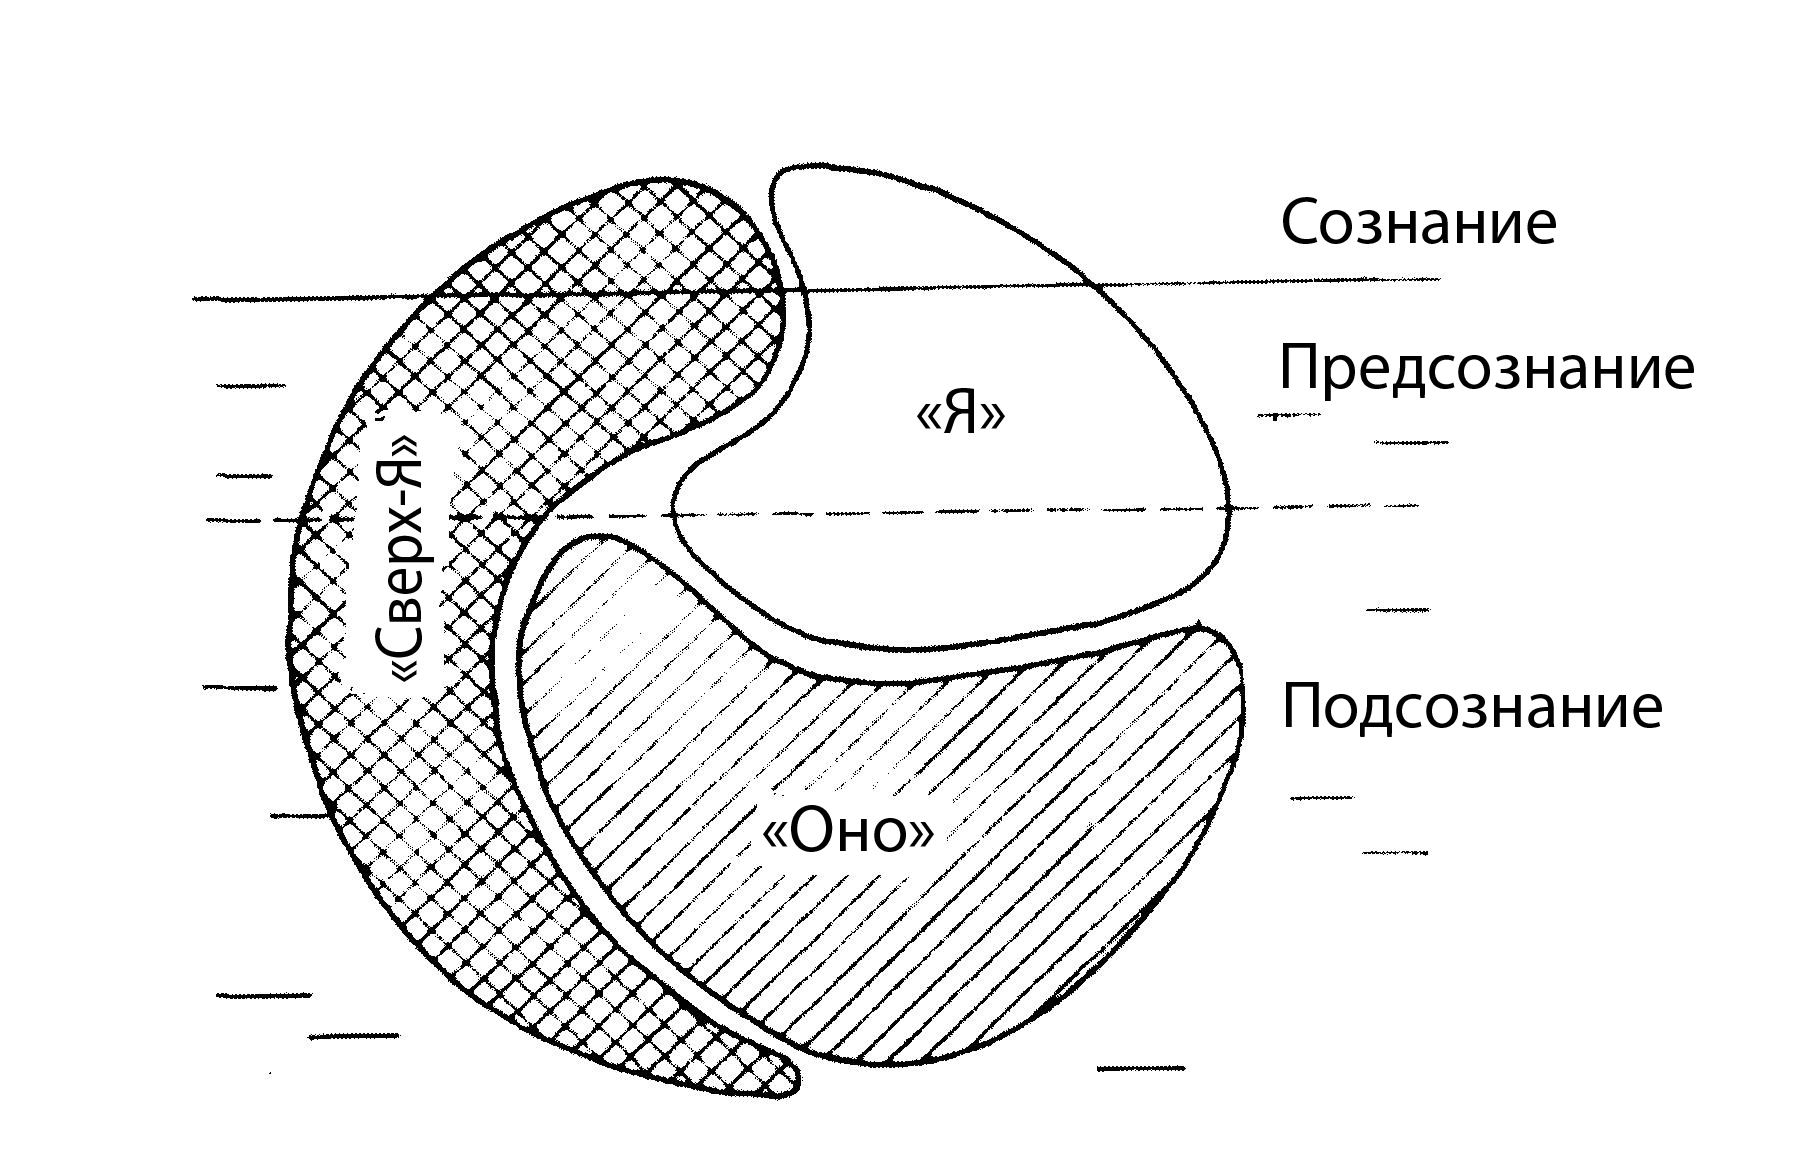 Сознание
Предсознание
«Я»
«Сверх-Я»
Подсознание
«Оно»